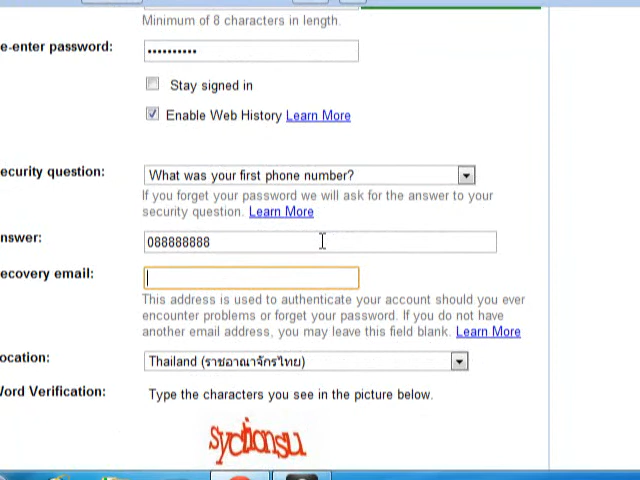 Minimum of 8 characters in length.
e-enter password:
••••••••••
Stay signed in
Enable Web History Learn More
ecurity question:
What was your first phone number?
If you forget your password we will ask for the answer to your
security question. Learn More
nswer:
088888888
ecovery email:
This address is used to authenticate your account should you ever
encounter problems or forget your password. If you do not have
another email address, you may leave this field blank. Learn More
ocation:
Thailand (ราชอาณาจักรไทย)
Word Verification:
Type the characters you see in the picture below.